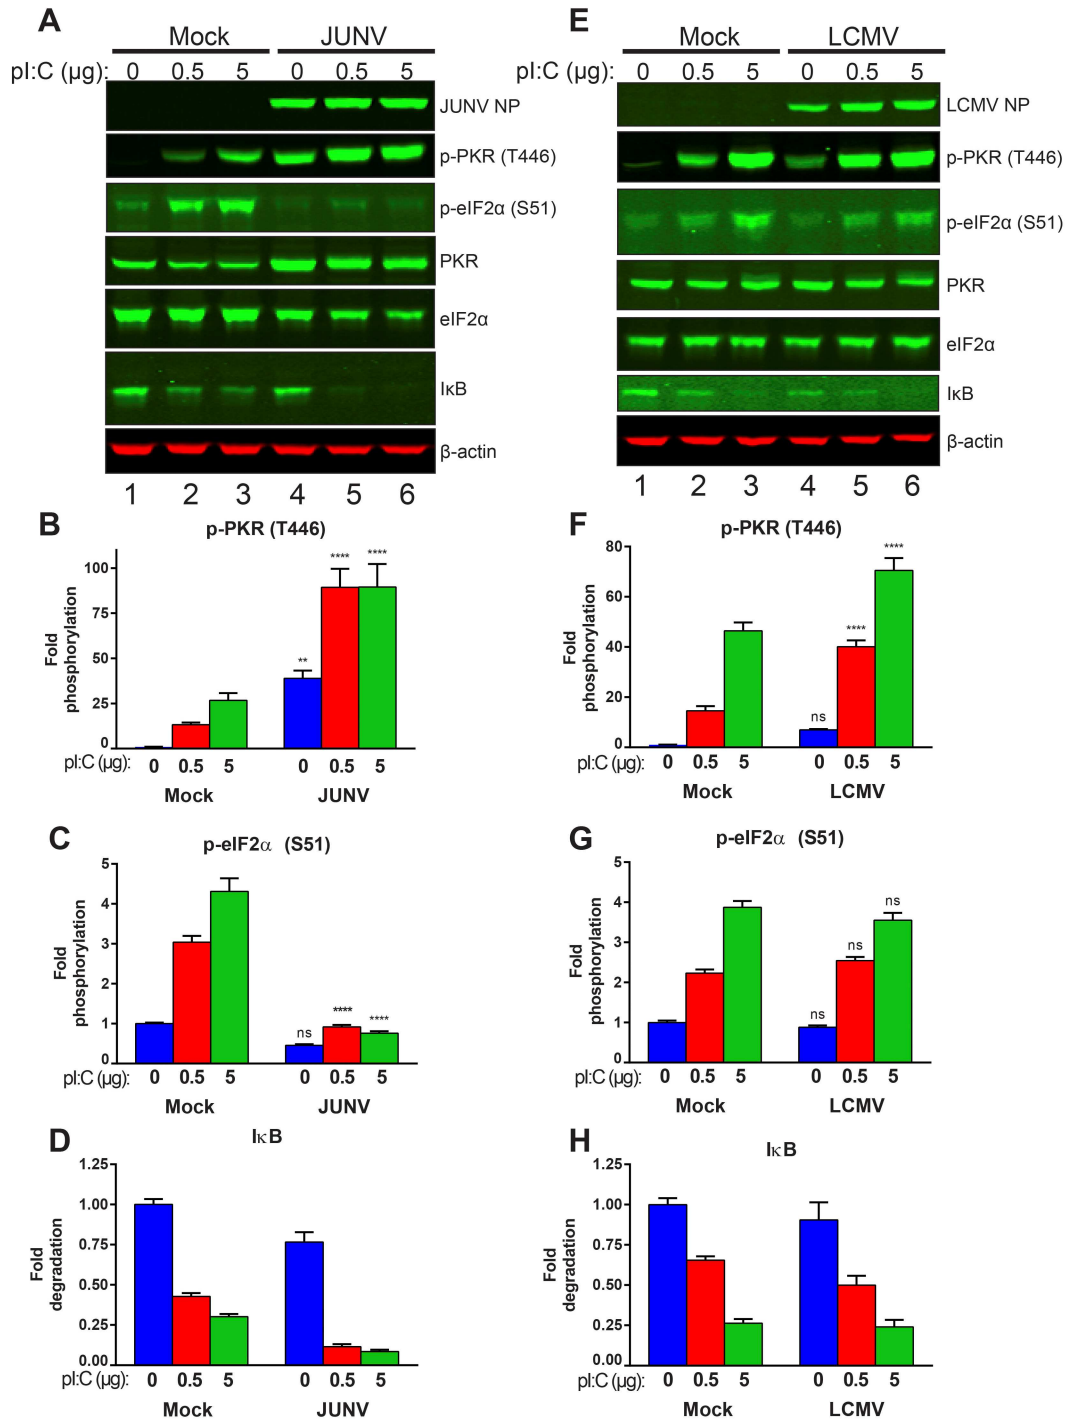 A
Mock JUNV
pI:C (µg): 0 0.5 5 0 0.5 5
JUNV NP
p-PKR (T446)
p-eIF2α (S51)
PKR
eIF2α
IκB
β-actin
1 2 3 4 5 6
B
p-PKR (T446)
Fold
phosphorylation
100
75
50
25
0
** **** ****
pI:C (µg): 0 0.5 5 0 0.5 5
Mock JUNV
C
p-eIF2α (S51)
Fold
phosphorylation
5
4
3
2
1
0
ns **** ****
pI:C (µg): 0 0.5 5 0 0.5 5
Mock JUNV
D
IκB
Fold
degradation
1.25
1.00
0.75
0.50
0.25
0.00
pI:C (µg): 0 0.5 5 0 0.5 5
Mock JUNV
E
Mock LCMV
pI:C (µg): 0 0.5 5 0 0.5 5
LCMV NP
p-PKR (T446)
p-eIF2α (S51)
PKR
eIF2α
IκB
β-actin
1 2 3 4 5 6
F
p-PKR (T446)
Fold
phosphorylation
80
60
40
20
0
ns **** ****
pI:C (µg): 0 0.5 5 0 0.5 5
Mock LCMV
G
p-eIF2α (S51)
Fold
phosphorylation
5
4
3
2
1
0
ns ns ns
pI:C (µg): 0 0.5 5 0 0.5 5
Mock LCMV
H
IκB
Fold
degradation
1.25
1.00
0.75
0.50
0.25
0.00
pI:C (µg): 0 0.5 5 0 0.5 5
Mock LCMV